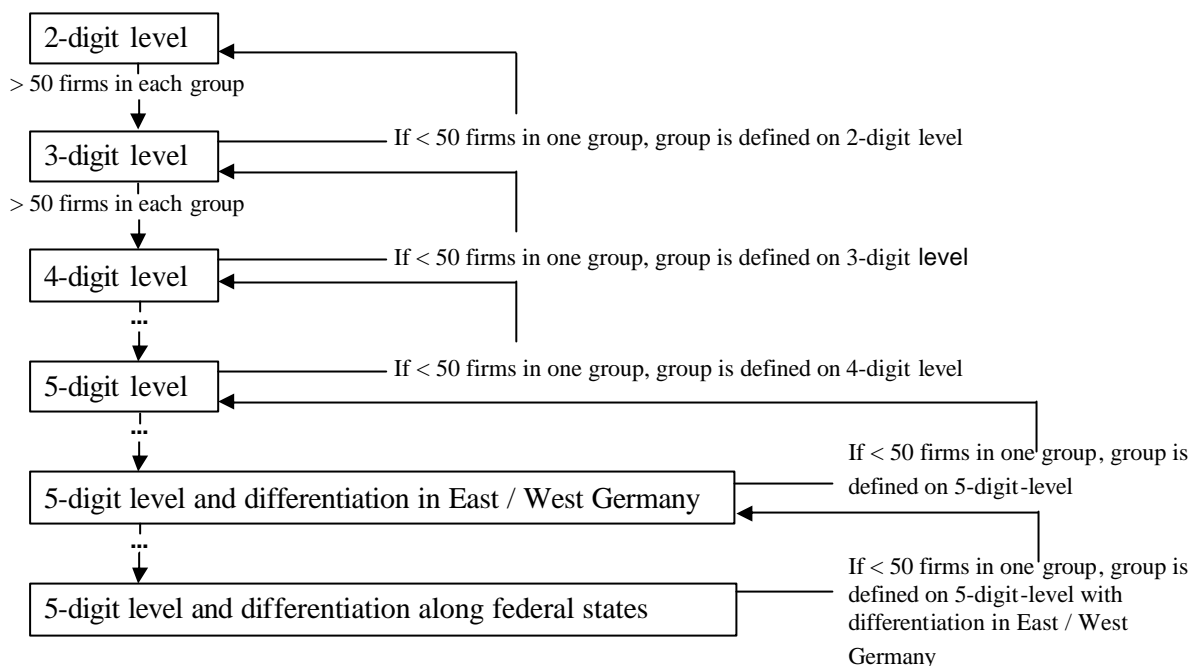 2-digit level
> 50 firms in each group
If < 50 firms in one group, group is defined on 2-digit level
3-digit level
> 50 firms in each group
If < 50 firms in one group, group is defined on 3-digit level
4-digit level
...
If < 50 firms in one group, group is defined on 4-digit level
5-digit level
...
If < 50 firms in one group, group is
defined on 5-digit-level
5-digit level and differentiation in East / West Germany
...
If < 50 firms in one group, group is
defined on 5-digit-level with
differentiation in East / West
Germany
5-digit level and differentiation along federal states